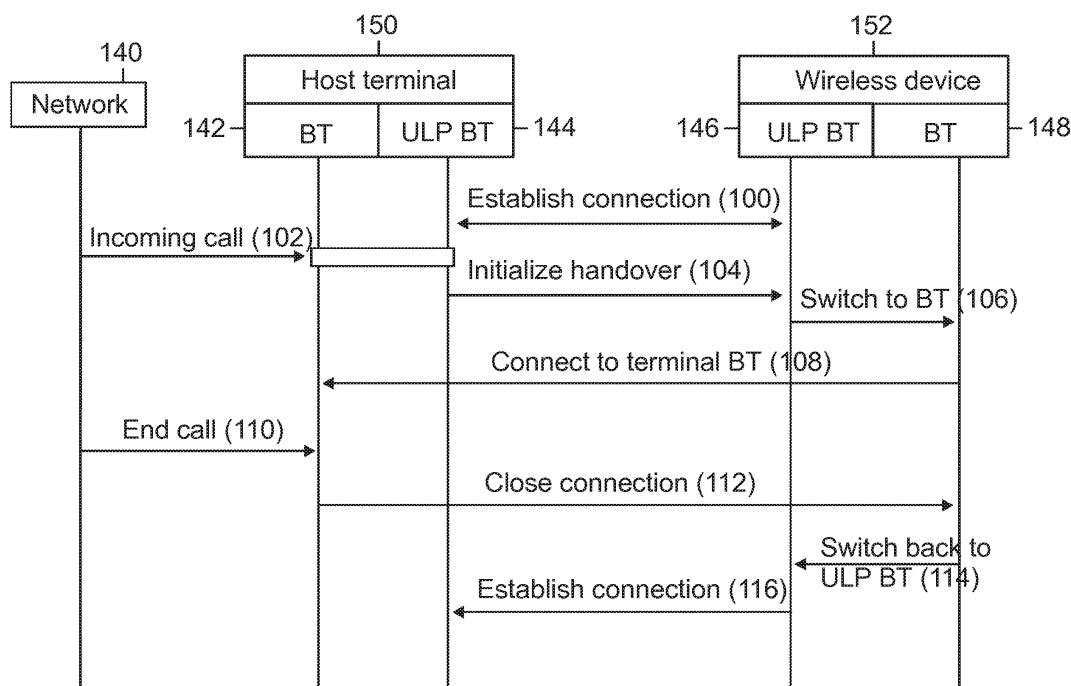 150
152
140
Host terminal
Wireless device
Network
142
BT
ULP BT
144
146
ULP BT
BT
148
Establish connection (100)
Incoming call (102)
Initialize handover (104)
Switch to BT (106)
Connect to terminal BT (108)
End call (110)
Close connection (112)
Switch back to
ULP BT (114)
Establish connection (116)